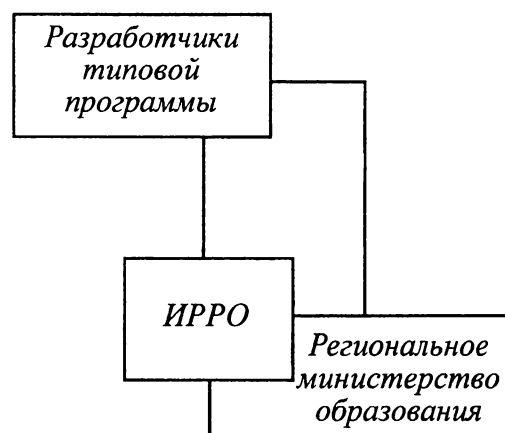 Разработчики
типовой
программы
ИРРО
Региональное
министерство
образования